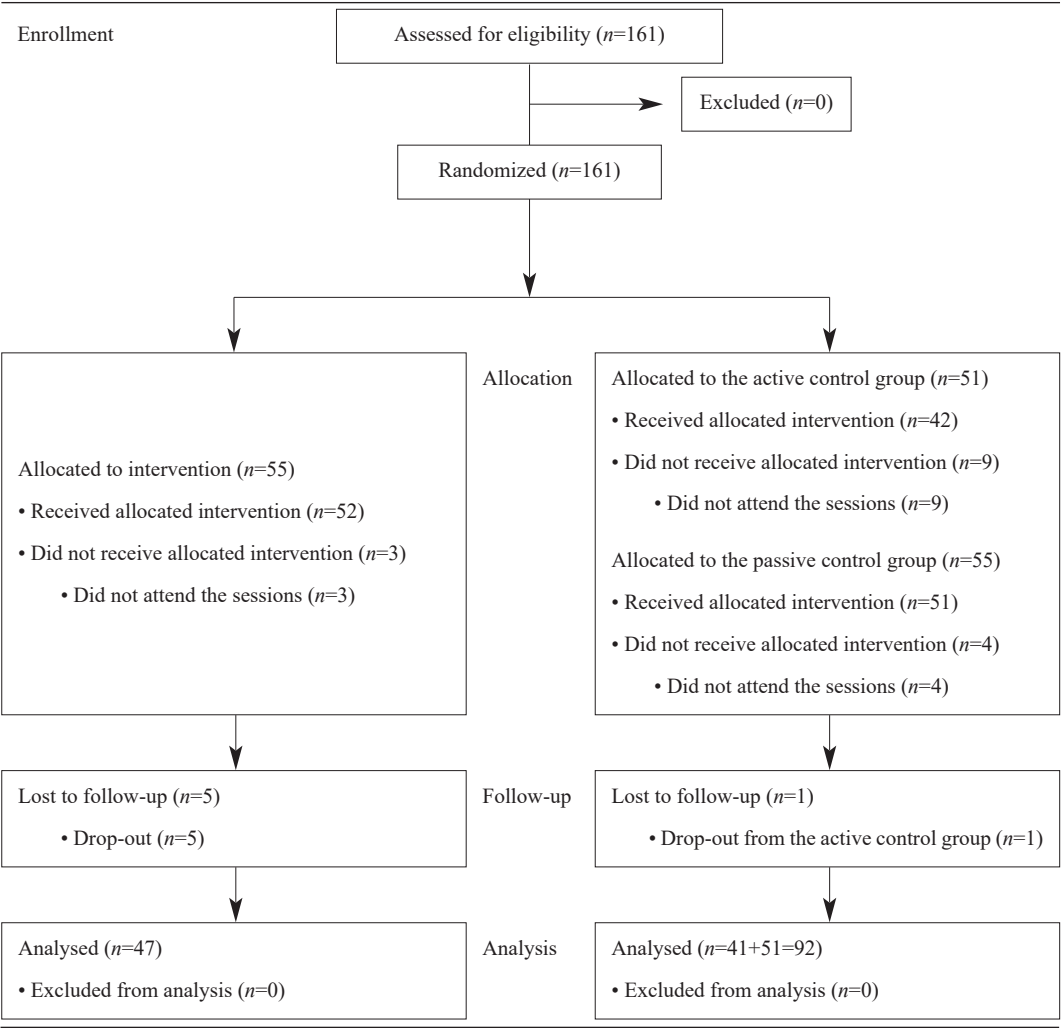 Enrollment
Assessed for eligibility (n=161)
Excluded (n=0)
Randomized (n=161)
Allocation
Allocated to intervention (n=55)
• Received allocated intervention (n=52)
• Did not receive allocated intervention (n=3)
• Did not attend the sessions (n=3)
Allocated to the active control group (n=51)
• Received allocated intervention (n=42)
• Did not receive allocated intervention (n=9)
• Did not attend the sessions (n=9)
Allocated to the passive control group (n=55)
• Received allocated intervention (n=51)
• Did not receive allocated intervention (n=4)
• Did not attend the sessions (n=4)
Follow-up
Lost to follow-up (n=5)
• Drop-out (n=5)
Lost to follow-up (n=1)
• Drop-out from the active control group (n=1)
Analysis
Analysed (n=47)
• Excluded from analysis (n=0)
Analysed (n=41+51=92)
• Excluded from analysis (n=0)